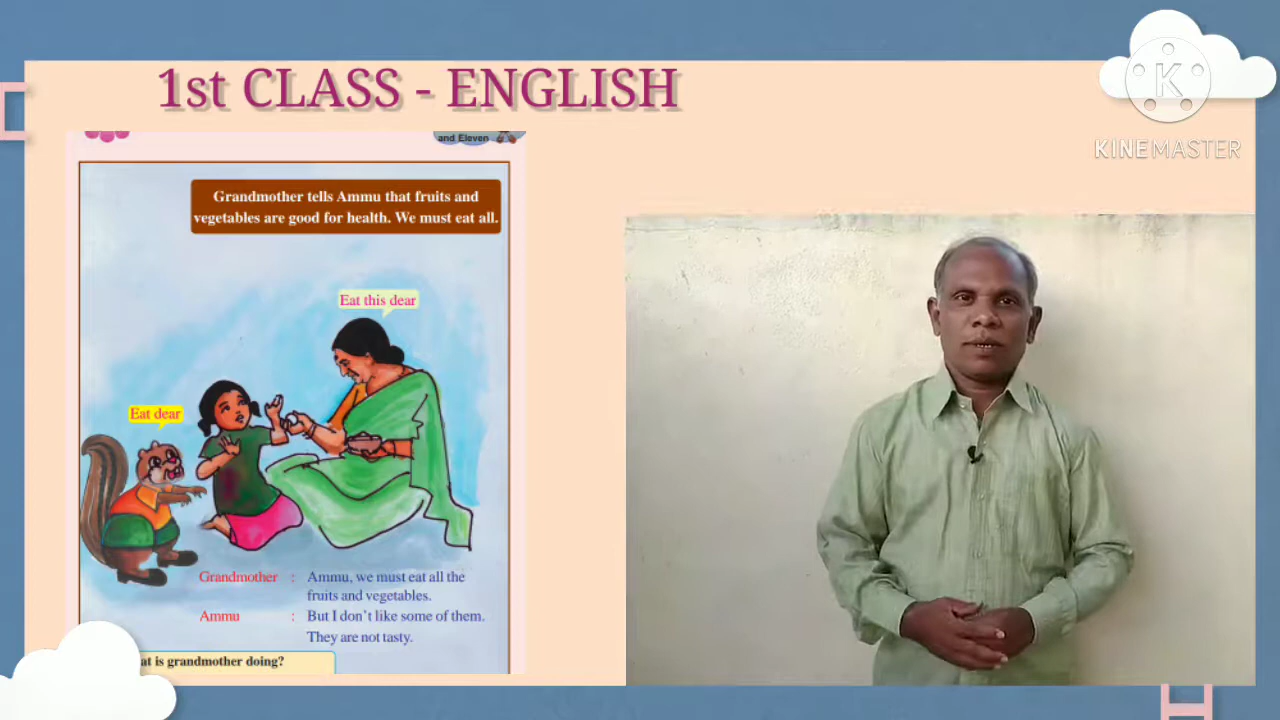 1st CLASS - ENGLISH
K
KINEMASTER
and Eleven
Grandmother tells Ammu that fruits and
vegetables are good for health. We must eat all.
Eat this dear
Eat dear
Grandmother : Ammu, we must eat all the
fruits and vegetables.
Ammu : But I don't like some of them.
They are not tasty.
is grandmother doing?